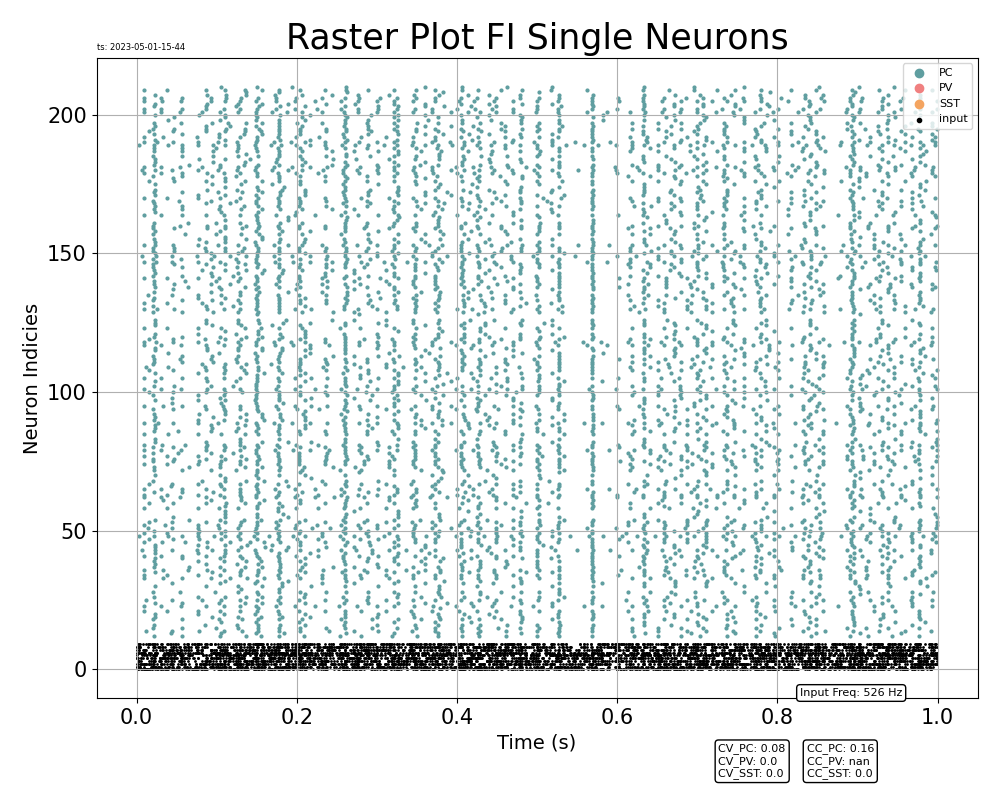 Raster Plot FI Single Neurons
ts: 2023-05-01-15-44
PC
PV
SST
input
200
150
100
50
0
Neuron Indicies
0.0 0.2 0.4 0.6 0.8 1.0
Time (s)
Input Freq: 526 Hz
CV_PC: 0.08
CV_PV: 0.0
CV_SST: 0.0
CC_PC: 0.16
CC_PV: nan
CC_SST: 0.0